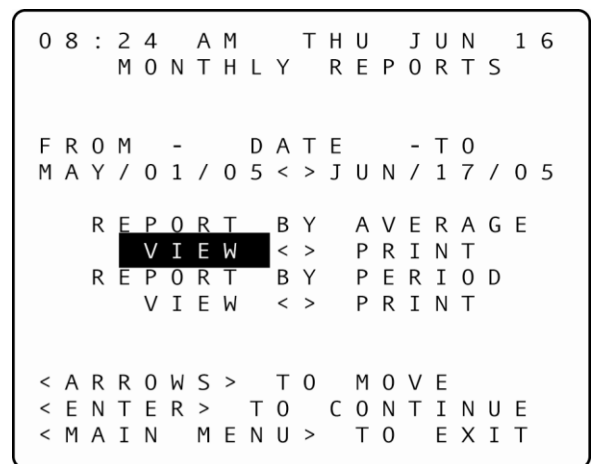 08:24 AM THU JUN 16
MONTHLY REPORTS
FROM - DATE -TO
MAY/01/05<>JUN/17/05
REPORT BY AVERAGE
VIEW <> PRINT
REPORT BY PERIOD
VIEW <> PRINT
<ARROWS> TO MOVE
<ENTER> TO CONTINUE
<MAIN MENU> TO EXIT